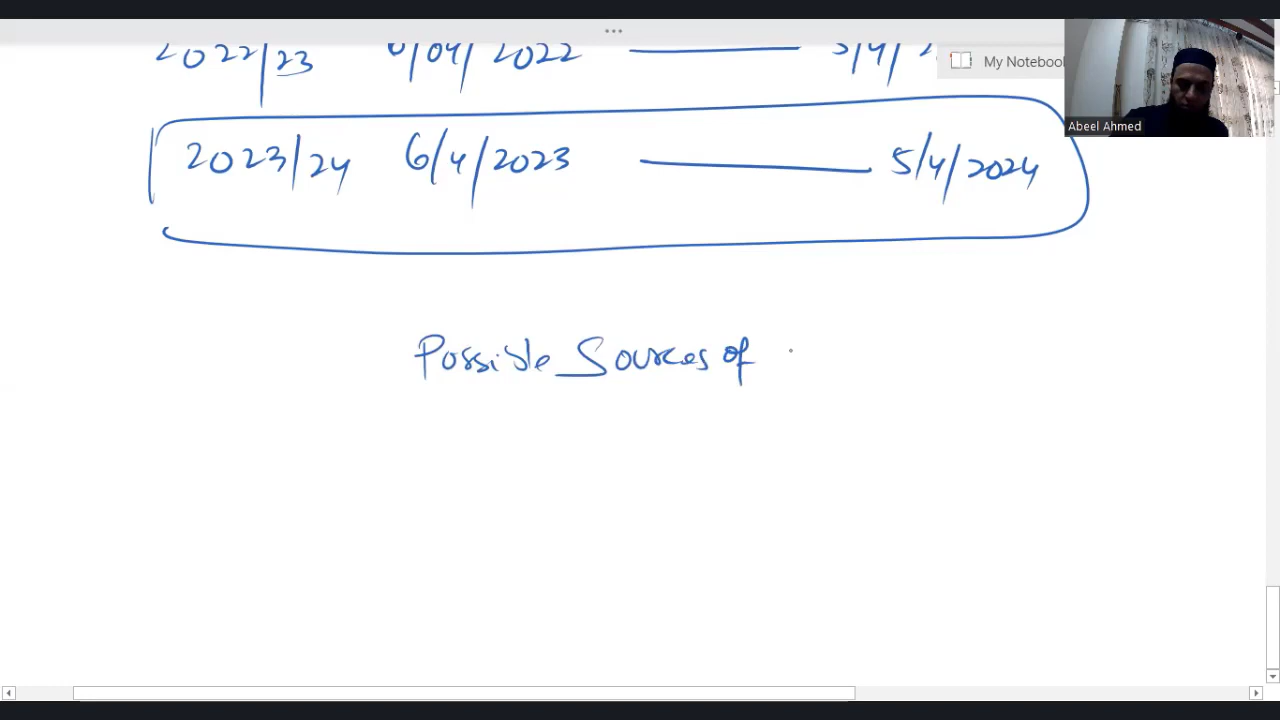 2022/23 6/04/2022 —— 5/4/
My Notebook
Abeel Ahmed
2023/24 6/4/2023 —— 5/4/2024
Possible Sources of